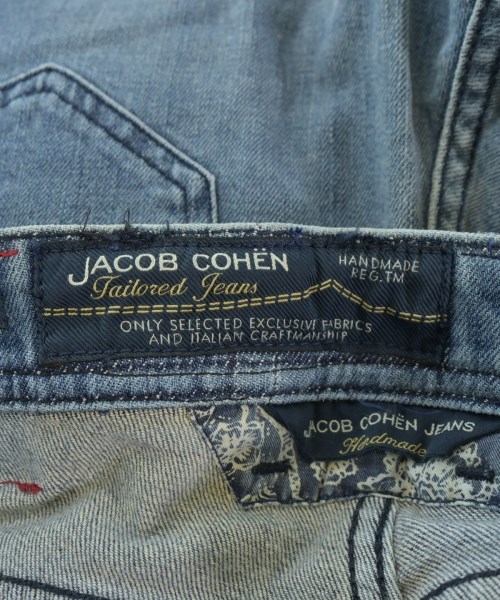 JACOB COHËN
HANDMADE
REG.TM
Tailored Jeans
ONLY SELECTED EXCLUSIVE FABRICS
AND ITALIAN CRAFTMANSHIP
JACOB COHËN JEANS
Handmade